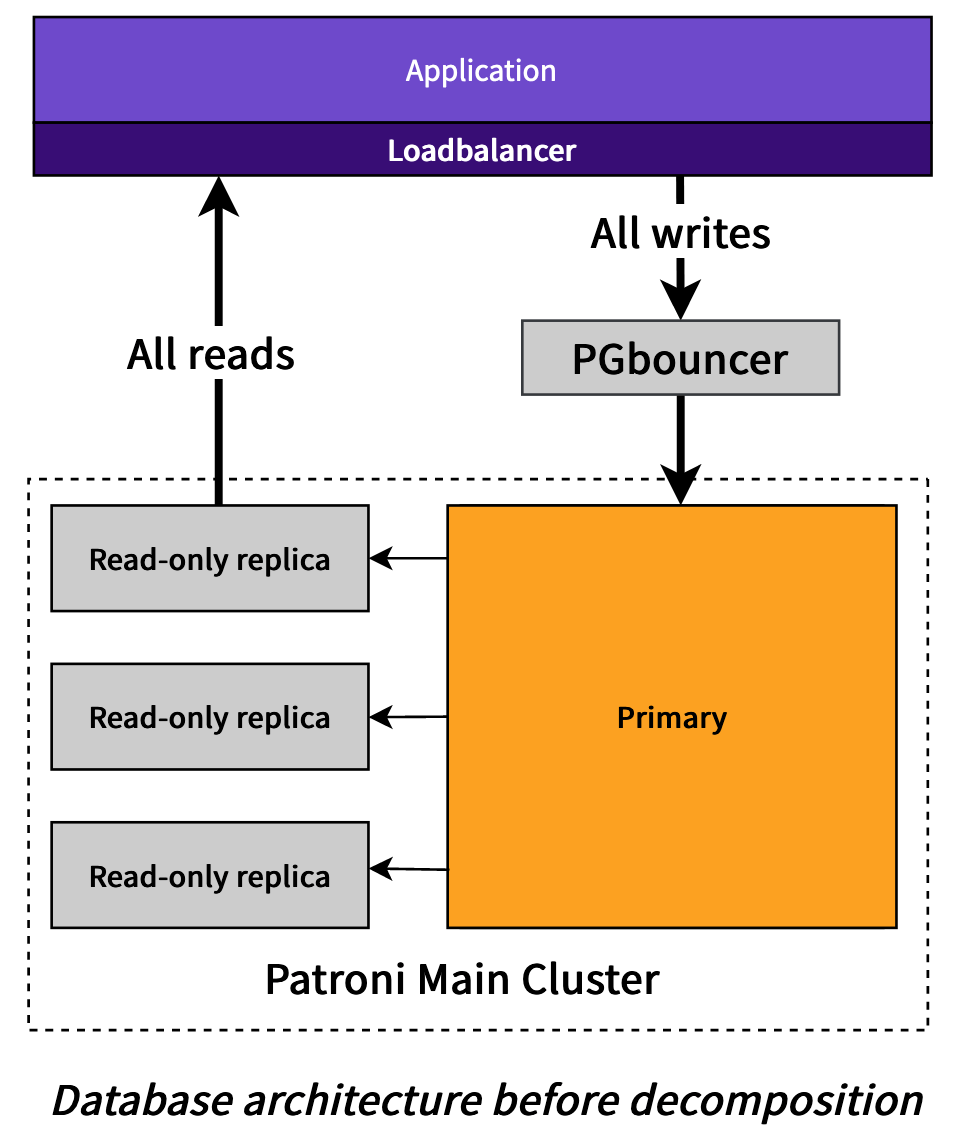 Application
Loadbalancer
All writes
All reads
PGbouncer
Read-only replica
Read-only replica
Primary
Read-only replica
Patroni Main Cluster
Database architecture before decomposition